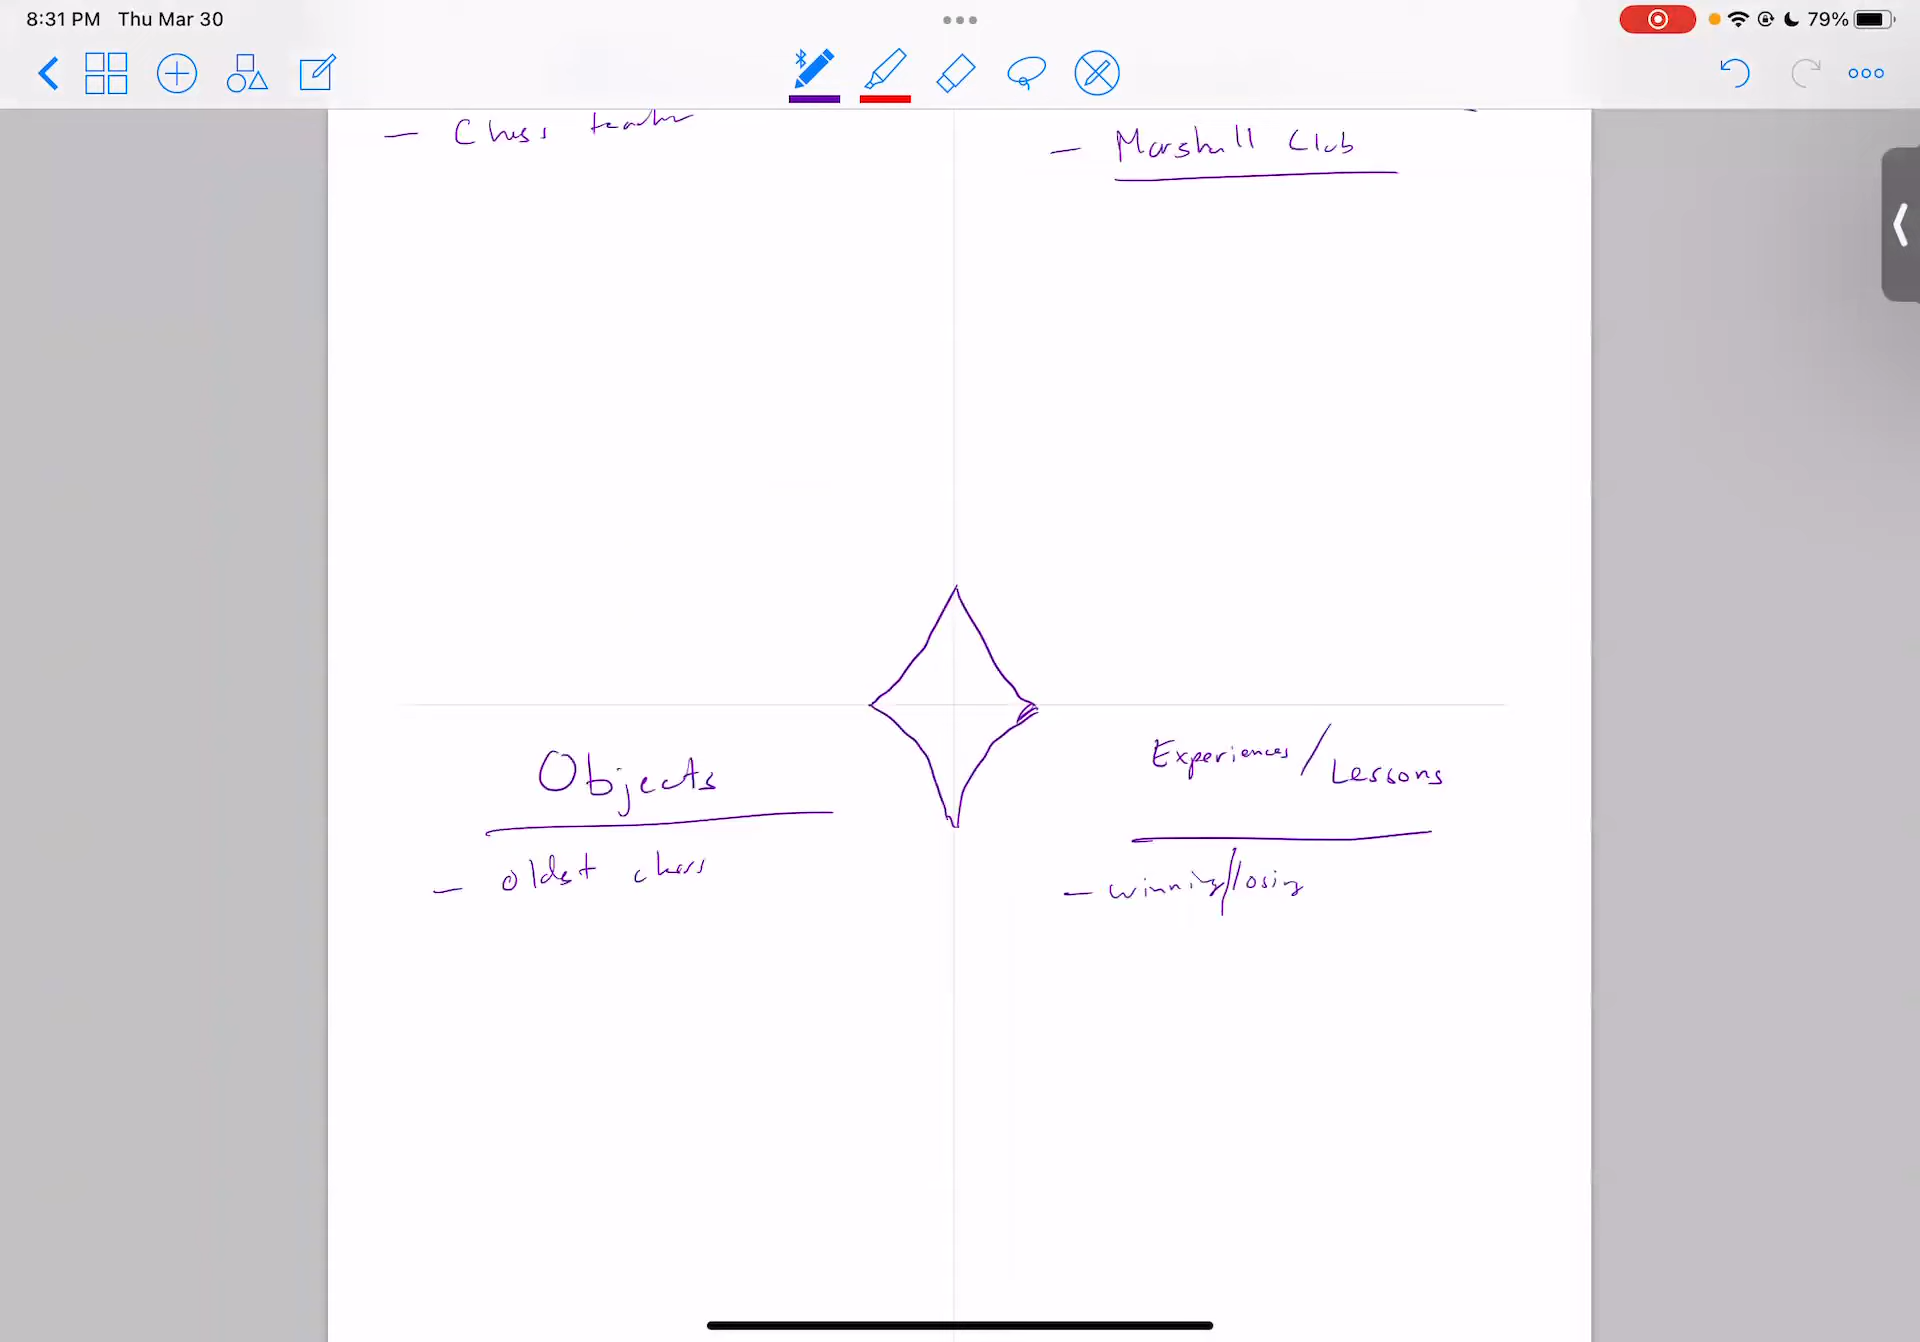 8:31 PM Thu Mar 30
79%
- Chess teacher
- Marshall Club
Objects
Experiences / Lessons
- oldest chess
- winning/losing